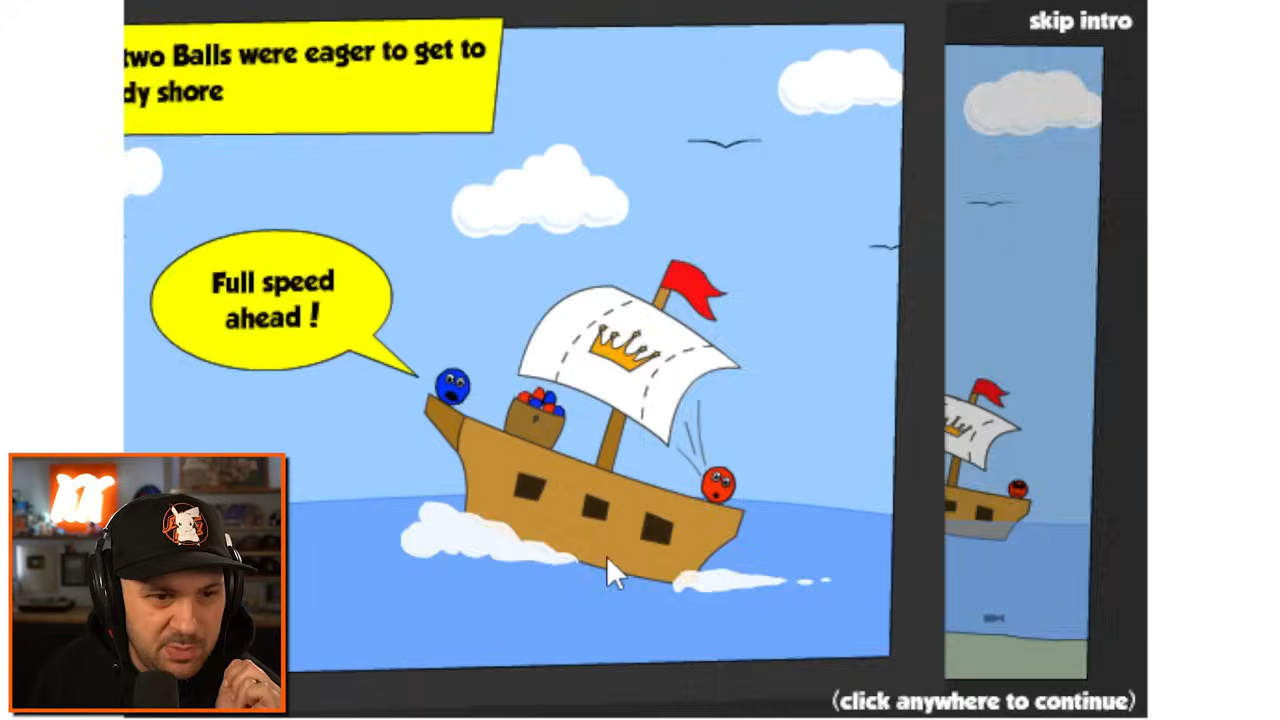 skip intro
two Balls were eager to get to
dy shore
Full speed
ahead!
(click anywhere to continue)